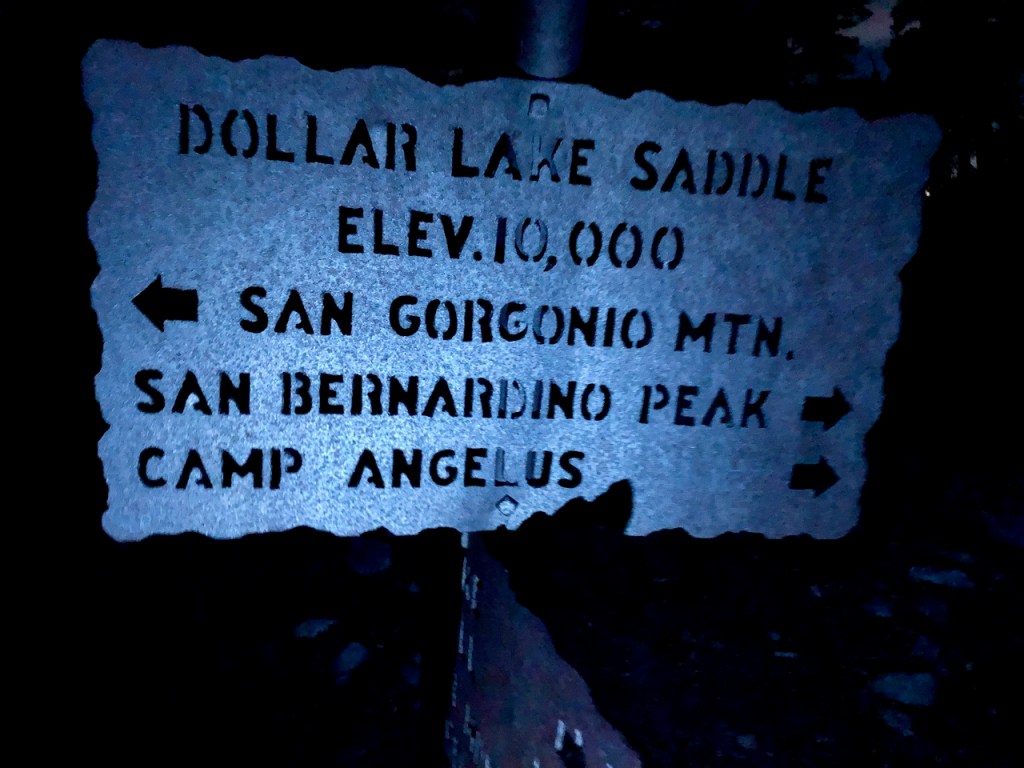 DOLLAR LAKE SADDLE
ELEV. 10,000
← SAN GORGONIO MTN.
SAN BERNARDINO PEAK →
CAMP ANGELUS →